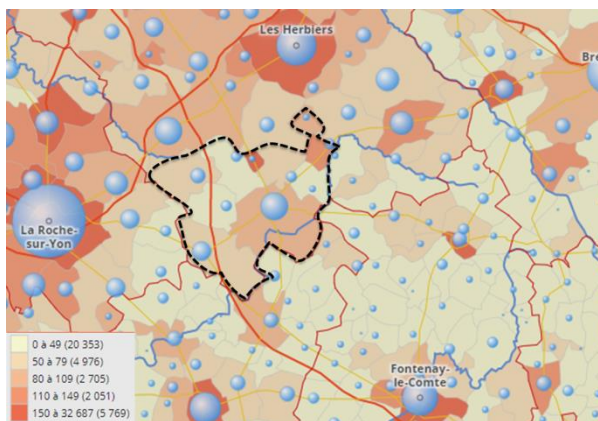 Les Herbiers
Bre
La Roche-
sur-Yon
0 à 49 (20 353)
50 à 79 (4 976)
80 à 109 (2 705)
110 à 149 (2 051)
150 à 32 687 (5 769)
Fontenay-
le-Comte